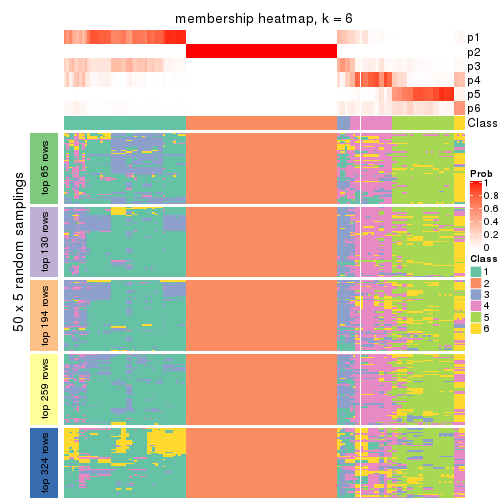 membership heatmap, k = 6
p1
p2
p3
p4
p5
p6
Class
50 x 5 random samplings
top 65 rows
top 130 rows
top 194 rows
top 259 rows
top 324 rows
Prob
1
0.8
0.6
0.4
0.2
0
Class
1
2
3
4
5
6